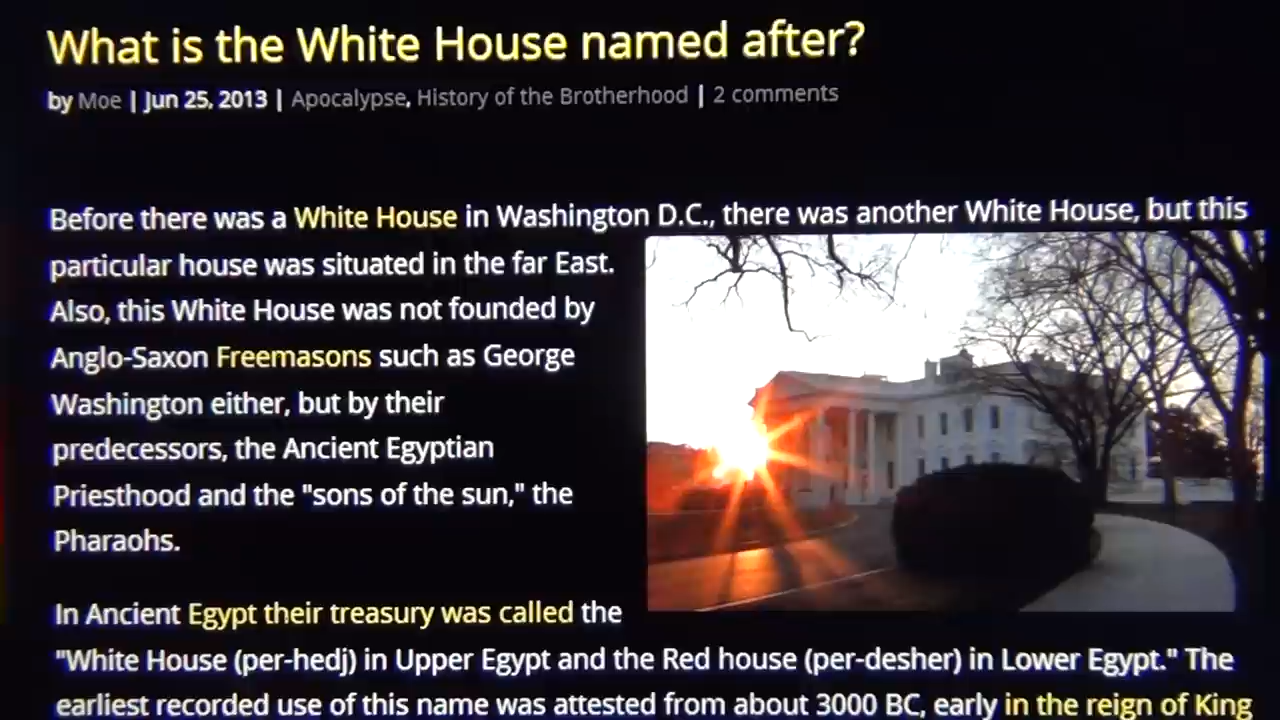 What is the White House named after?
by Moe | Jun 25, 2013 | Apocalypse, History of the Brotherhood | 2 comments
Before there was a White House in Washington D.C., there was another White House, but this
particular house was situated in the far East.
Also, this White House was not founded by
Anglo-Saxon Freemasons such as George
Washington either, but by their
predecessors, the Ancient Egyptian
Priesthood and the "sons of the sun," the
Pharaohs.
In Ancient Egypt their treasury was called the
"White House (per-hedj) in Upper Egypt and the Red house (per-desher) in Lower Egypt." The
earliest recorded use of this name was attested from about 3000 BC, early in the reign of King